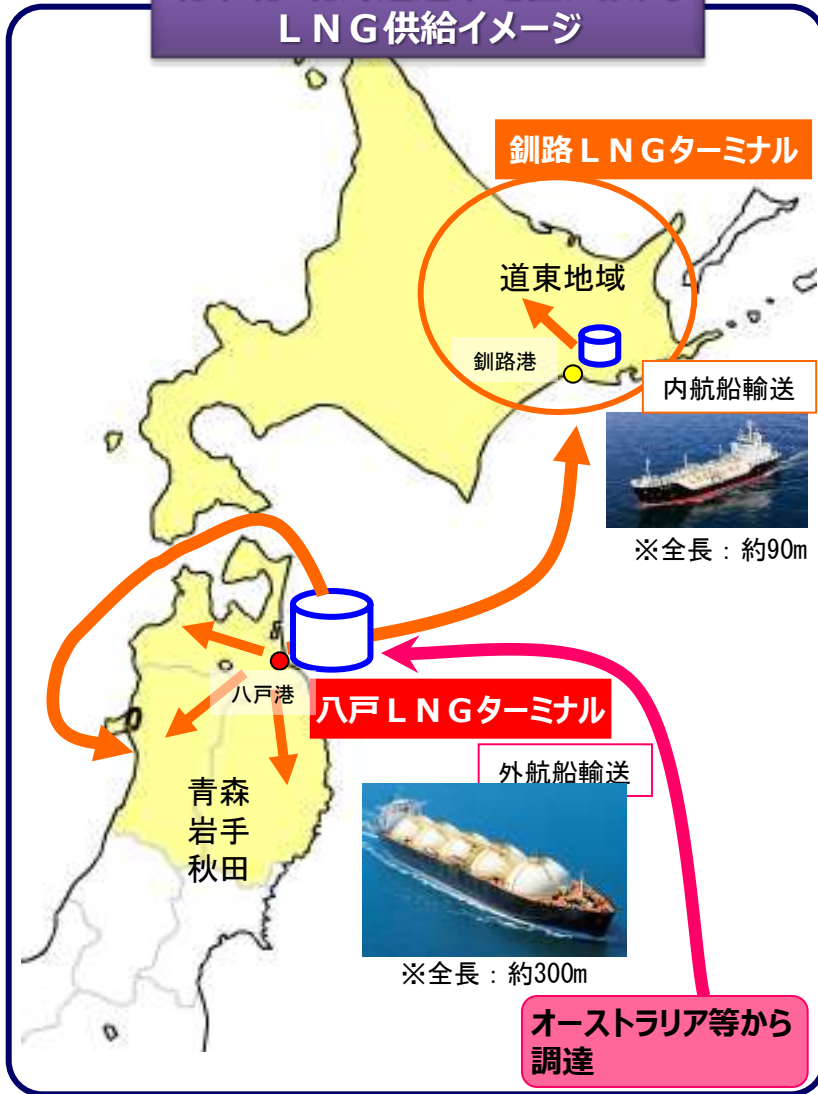 ＬＮＧ供給イメージ
釧路ＬＮＧターミナル
道東地域
釧路港
内航船輸送
※全長：約90m
八戸港
八戸ＬＮＧターミナル
外航船輸送
青森
岩手
秋田
※全長：約300m
オーストラリア等から
調達